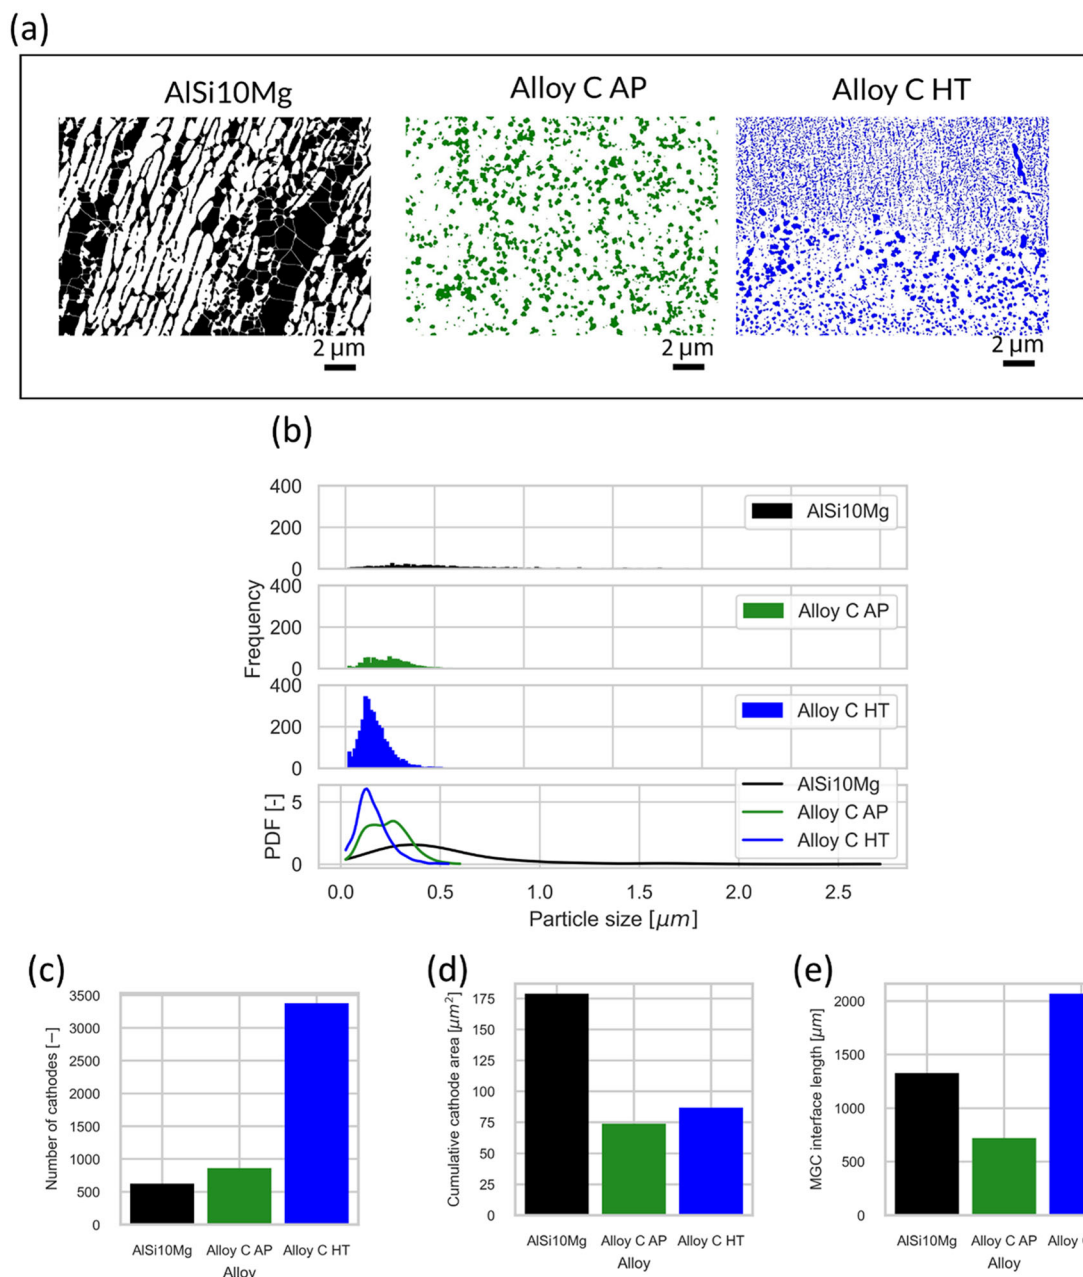 (a)
AlSi10Mg
Alloy C AP
Alloy C HT
2 µm
2 µm
2 µm
(b)
400
200
0
AlSi10Mg
400
200
0
Alloy C AP
400
200
0
Alloy C HT
Frequency
5
0
PDF [-]
AlSi10Mg
Alloy C AP
Alloy C HT
0.0 0.5 1.0 1.5 2.0 2.5
Particle size [µm]
(c)
3500
3000
2500
2000
1500
1000
500
0
Number of cathodes [−]
AlSi10Mg Alloy C AP Alloy C HT
Alloy
(d)
175
150
125
100
75
50
25
0
Cumulative cathode area [µm²]
AlSi10Mg Alloy C AP Alloy C HT
Alloy
(e)
2000
1500
1000
500
0
MGC interface length [µm]
AlSi10Mg Alloy C AP Alloy C
Alloy